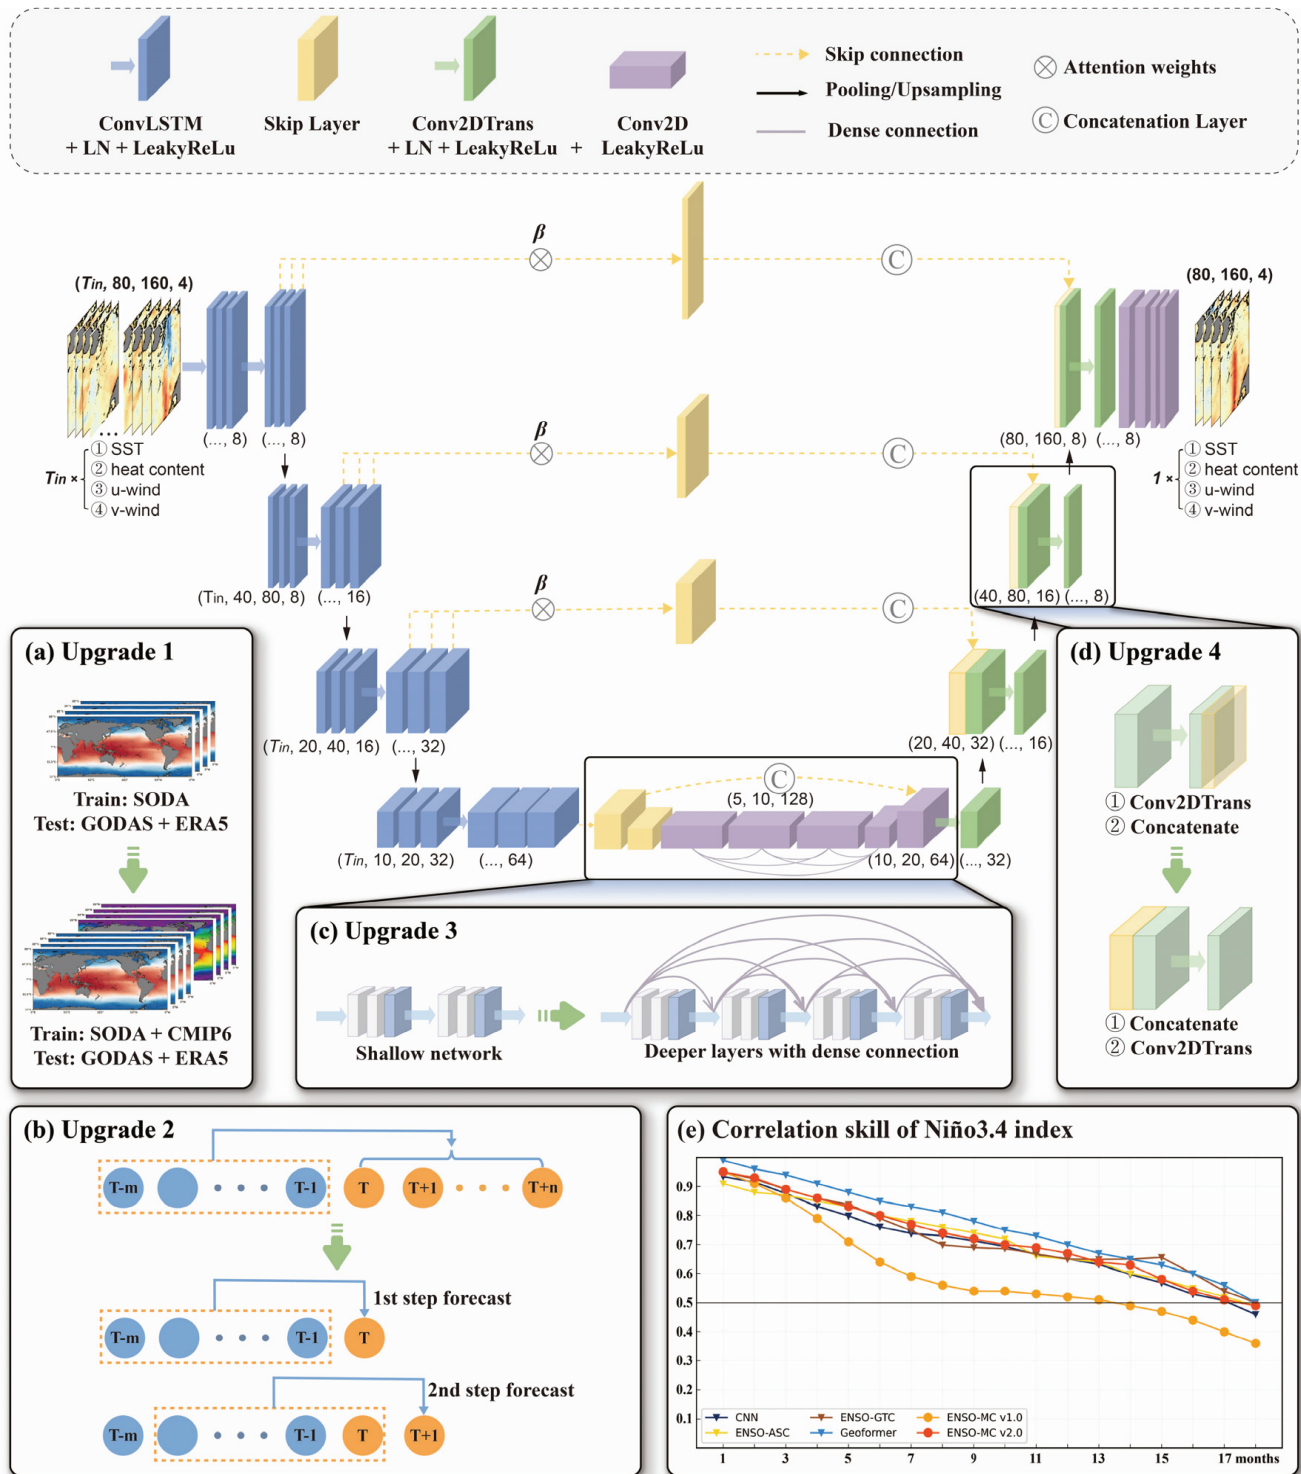 ConvLSTM
+ LN + LeakyReLu
Skip Layer
Conv2DTrans
+ LN + LeakyReLu +
Conv2D
LeakyReLu
Skip connection
Pooling/Upsampling
Dense connection
Attention weights
C Concatenation Layer
β
C
(Tin, 80, 160, 4)
(80, 160, 4)
(..., 8) (..., 8)
β
C
(80, 160, 8) (..., 8)
Tin ×
① SST
② heat content
③ u-wind
④ v-wind
1 ×
① SST
② heat content
③ u-wind
④ v-wind
(Tin, 40, 80, 8) (..., 16)
β
C
(40, 80, 16) (..., 8)
(Tin, 20, 40, 16) (..., 32)
(20, 40, 32) (..., 16)
C
(5, 10, 128)
(Tin, 10, 20, 32) (..., 64)
(10, 20, 64) (..., 32)
(a) Upgrade 1
Train: SODA
Test: GODAS + ERA5
Train: SODA + CMIP6
Test: GODAS + ERA5
(c) Upgrade 3
Shallow network
Deeper layers with dense connection
(d) Upgrade 4
① Conv2DTrans
② Concatenate
① Concatenate
② Conv2DTrans
(b) Upgrade 2
T-m T-1 T T+1 T+n
1st step forecast
T-m T-1 T
2nd step forecast
T-m T-1 T T+1
(e) Correlation skill of Niño3.4 index
0.9
0.8
0.7
0.6
0.5
0.4
0.3
0.2
0.1
CNN
ENSO-ASC
ENSO-GTC
Geoformer
ENSO-MC v1.0
ENSO-MC v2.0
1 3 5 7 9 11 13 15 17 months